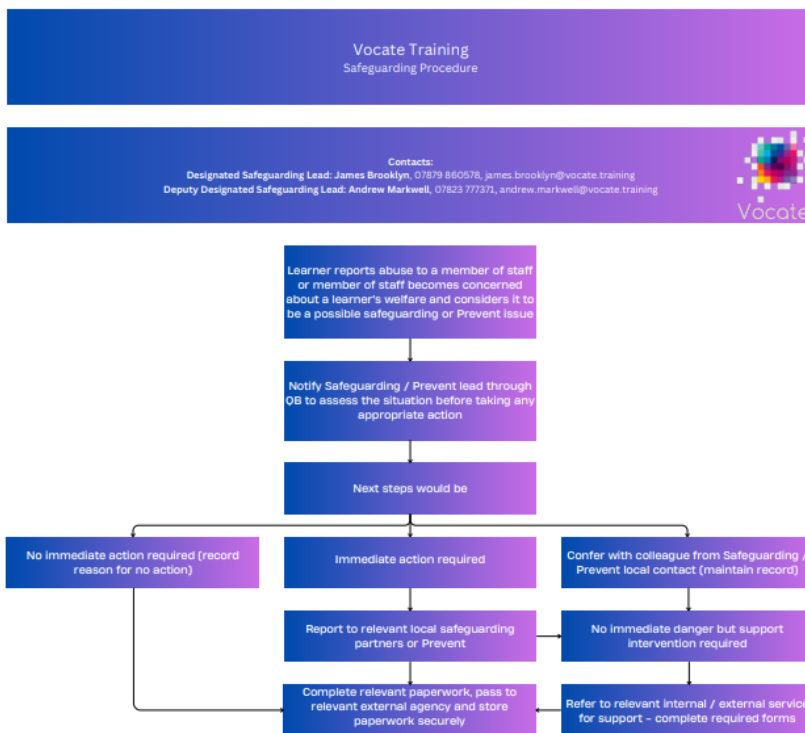 Vocate Training
Safeguarding Procedure
Contacts:
Designated Safeguarding Lead: James Brooklyn, 07879 860578, james.brooklyn@vocate.training
Deputy Designated Safeguarding Lead: Andrew Markwell, 07823 777371, andrew.markwell@vocate.training
Vocate
Learner reports abuse to a member of staff
or member of staff becomes concerned
about a learner's welfare and considers it to
be a possible safeguarding or Prevent issue
Notify Safeguarding / Prevent lead through
QB to assess the situation before taking any
appropriate action
Next steps would be
No immediate action required (record
reason for no action)
Immediate action required
Confer with colleague from Safeguarding /
Prevent local contact (maintain record)
Report to relevant local safeguarding
partners or Prevent
No immediate danger but support
intervention required
Complete relevant paperwork, pass to
relevant external agency and store
paperwork securely
Refer to relevant internal / external service
for support - complete required forms